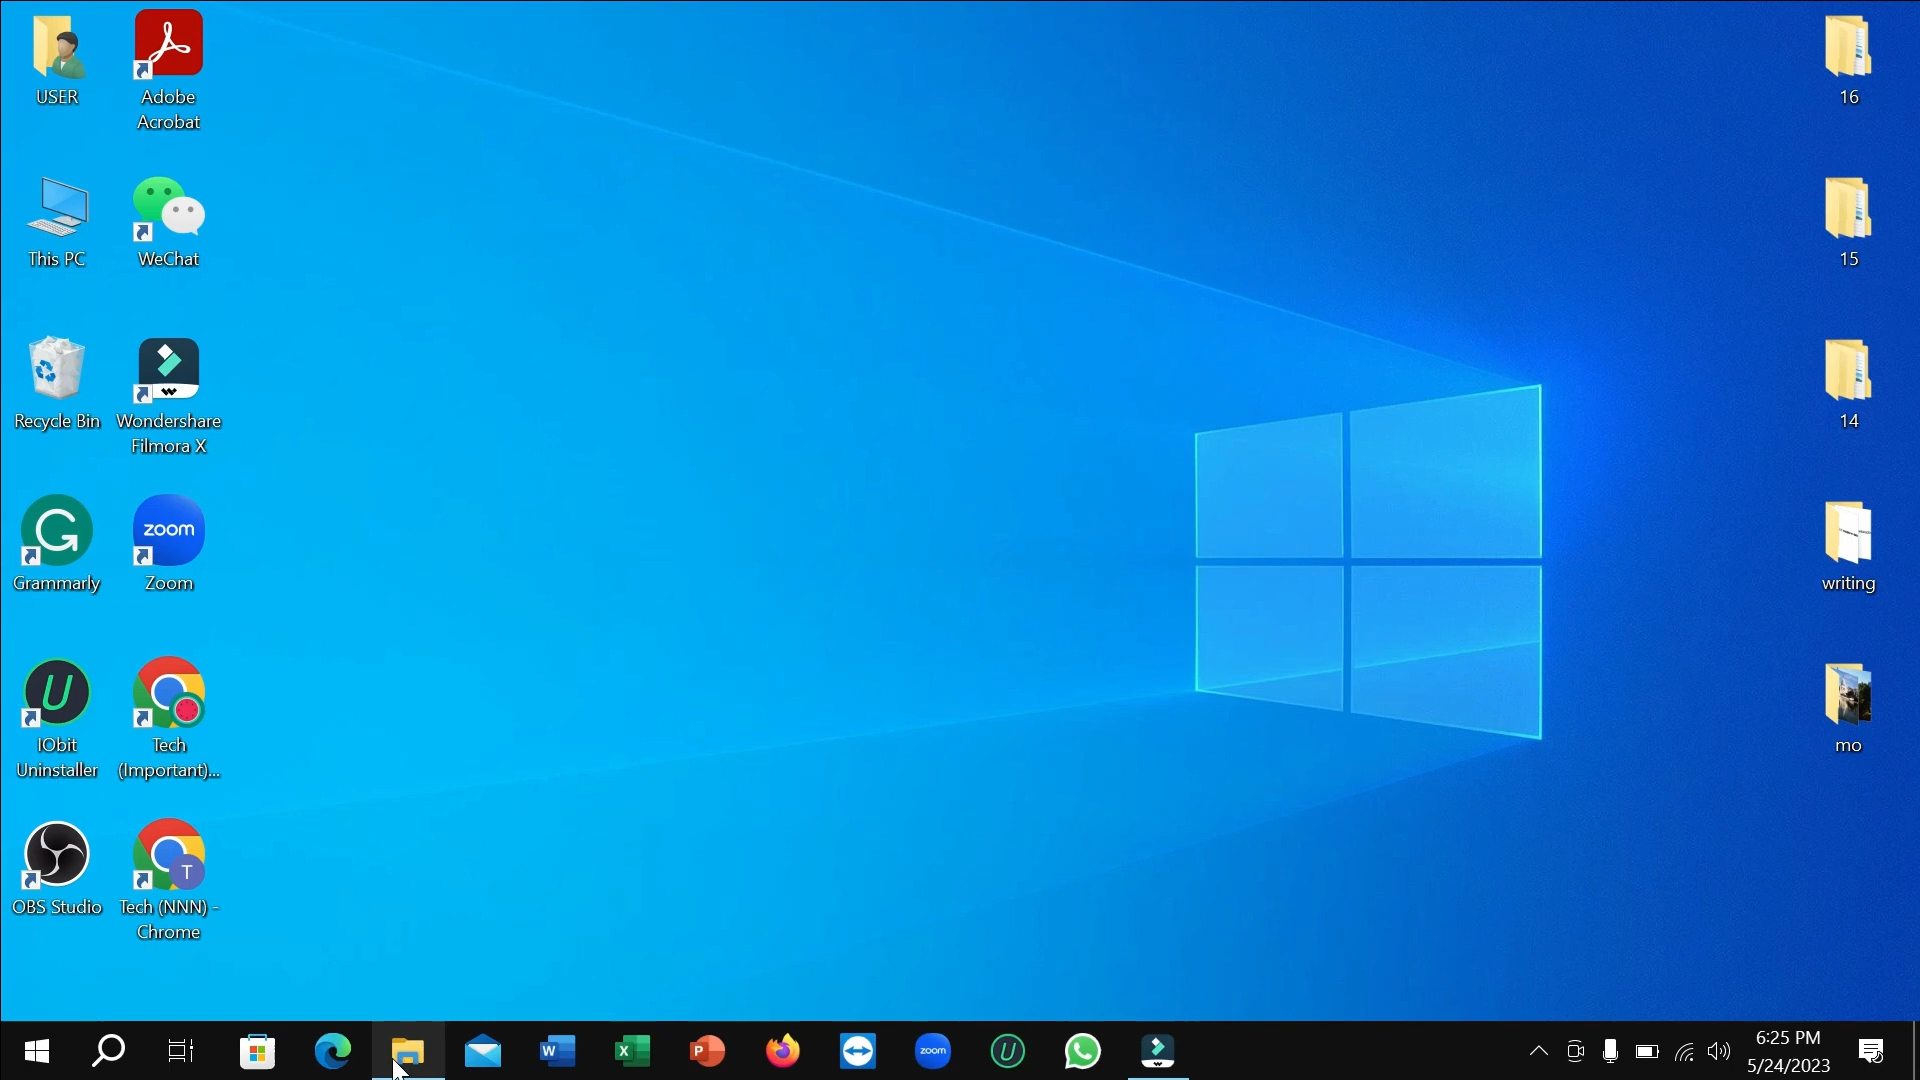 USER
Adobe
Acrobat
16
This PC
WeChat
15
Recycle Bin
Wondershare
Filmora X
14
Grammarly
zoom
Zoom
writing
IObit
Uninstaller
Tech
(Important)...
mo
OBS Studio
T
Tech (NNN) -
Chrome
W
X
P
zoom
6:25 PM
5/24/2023